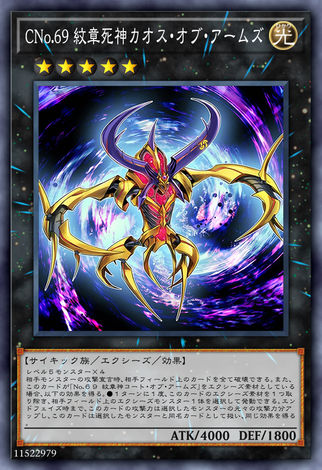 CNo.69 紋章死神カオス・オブ・アームズ
光
【サイキック族／エクシーズ／効果】
レベル5モンスター×4
相手モンスターの攻撃宣言時、相手フィールド上のカードを全て破壊できる。また、
このカードが「No.69 紋章神コート・オブ・アームズ」をエクシーズ素材としている
場合、以下の効果を得る。●1ターンに1度、このカードのエクシーズ素材を1つ取
り除き、相手フィールド上のエクシーズモンスター1体を選択して発動できる。エン
ドフェイズ時まで、このカードの攻撃力は選択したモンスターの元々の攻撃力分ア
ップし、このカードは選択したモンスターと同名カードとして扱い、同じ効果を得る
ATK/4000 DEF/1800
11522979